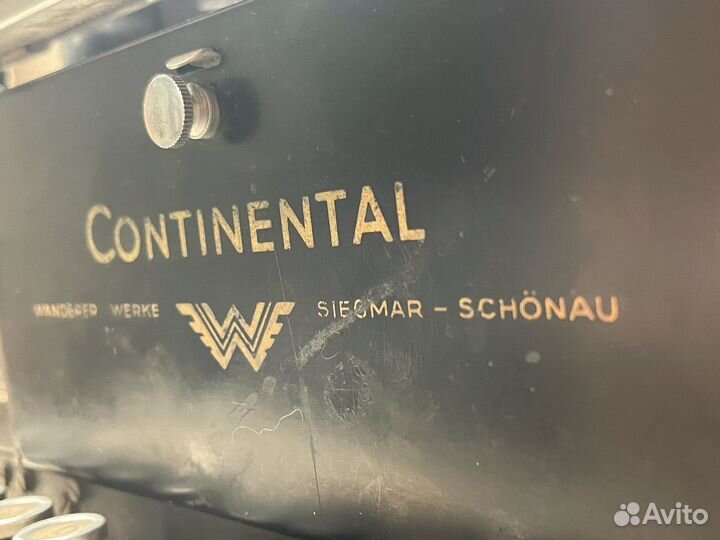 CONTINENTAL
WANDERER WERKE W SIEGMAR - SCHÖNAU
Avito